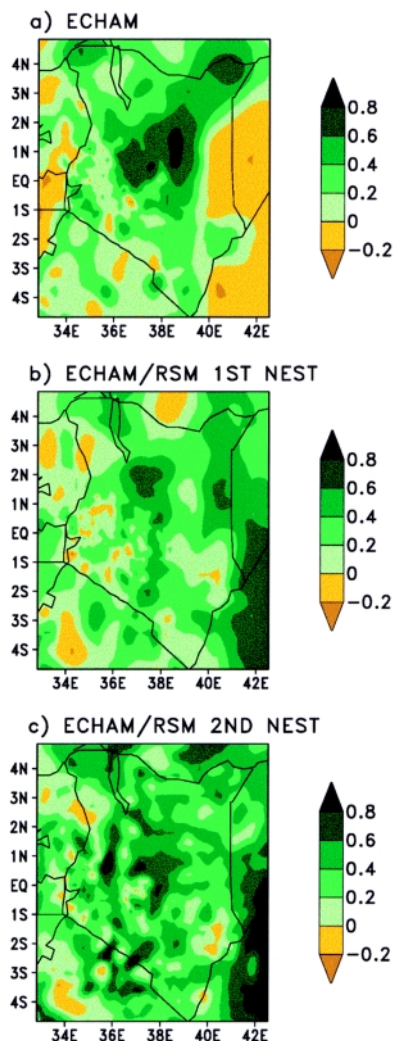 a) ECHAM
4N
3N
2N
1N
EQ
1S
2S
3S
4S
34E 36E 38E 40E 42E
0.8
0.6
0.4
0.2
0
−0.2
b) ECHAM/RSM 1ST NEST
4N
3N
2N
1N
EQ
1S
2S
3S
4S
34E 36E 38E 40E 42E
0.8
0.6
0.4
0.2
0
−0.2
c) ECHAM/RSM 2ND NEST
4N
3N
2N
1N
EQ
1S
2S
3S
4S
34E 36E 38E 40E 42E
0.8
0.6
0.4
0.2
0
−0.2